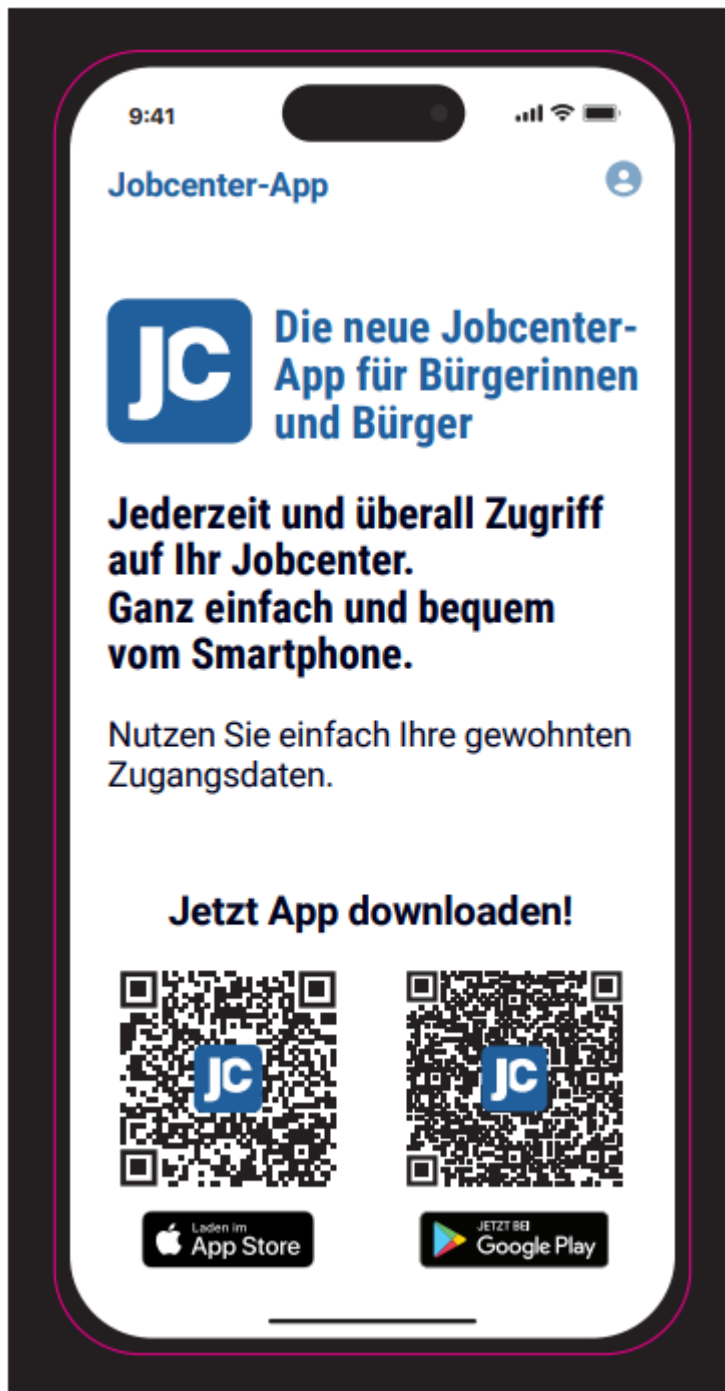 9:41
Jobcenter-App
JC
Die neue Jobcenter-
App für Bürgerinnen
und Bürger
Jederzeit und überall Zugriff
auf Ihr Jobcenter.
Ganz einfach und bequem
vom Smartphone.
Nutzen Sie einfach Ihre gewohnten
Zugangsdaten.
Jetzt App downloaden!
JC
JC
Laden im
App Store
JETZT BEI
Google Play